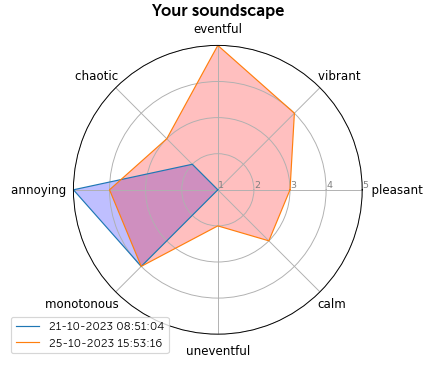 Your soundscape
eventful
chaotic
vibrant
annoying
1
2
3
4
5
pleasant
monotonous
calm
21-10-2023 08:51:04
25-10-2023 15:53:16
uneventful